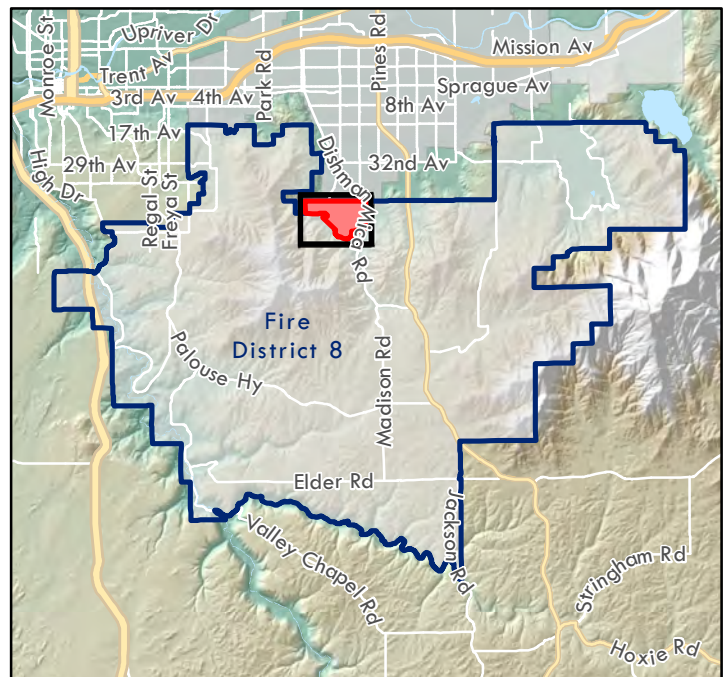 Monroe St
Upriver Dr
Trent Av
3rd Av
4th Av
Park Rd
Pines Rd
Mission Av
Sprague Av
8th Av
17th Av
29th Av
32nd Av
High Dr
Regal St
Freya St
Dishman Mica Rd
Fire
District 8
Palouse Hy
Madison Rd
Elder Rd
Jackson Rd
Valley Chapel Rd
Stringham Rd
Hoxie Rd